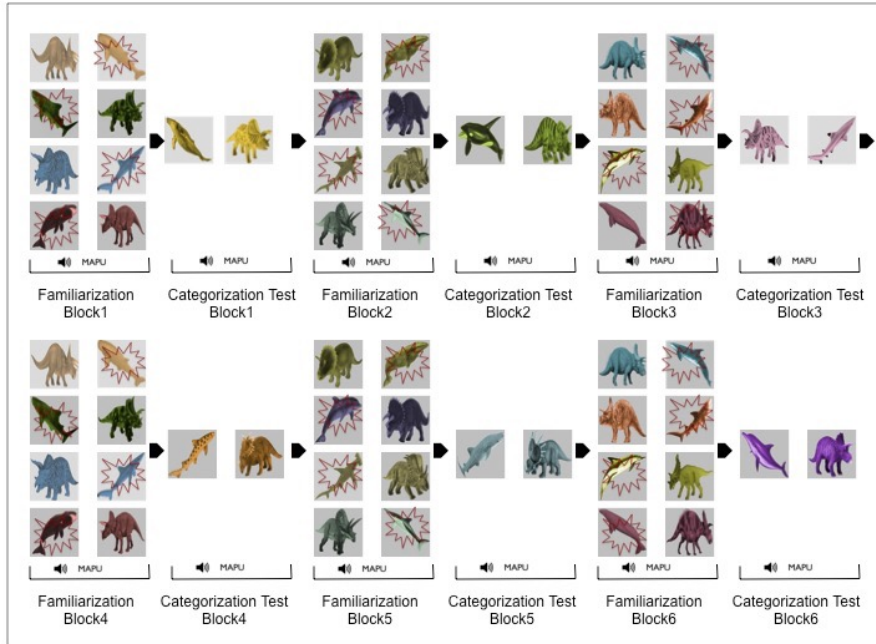 MAPU MAPU MAPU MAPU MAPU MAPU
Familiarization Categorization Test Familiarization Categorization Test Familiarization Categorization Test
Block1 Block1 Block2 Block2 Block3 Block3
MAPU MAPU MAPU MAPU MAPU MAPU
Familiarization Categorization Test Familiarization Categorization Test Familiarization Categorization Test
Block4 Block4 Block5 Block5 Block6 Block6